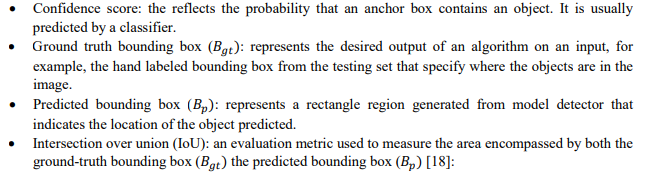 • Confidence score: the reflects the probability that an anchor box contains an object. It is usually
predicted by a classifier.
• Ground truth bounding box (B_gt): represents the desired output of an algorithm on an input, for
example, the hand labeled bounding box from the testing set that specify where the objects are in the
image.
• Predicted bounding box (B_p): represents a rectangle region generated from model detector that
indicates the location of the object predicted.
• Intersection over union (IoU): an evaluation metric used to measure the area encompassed by both the
ground-truth bounding box (B_gt) the predicted bounding box (B_p) [18]: